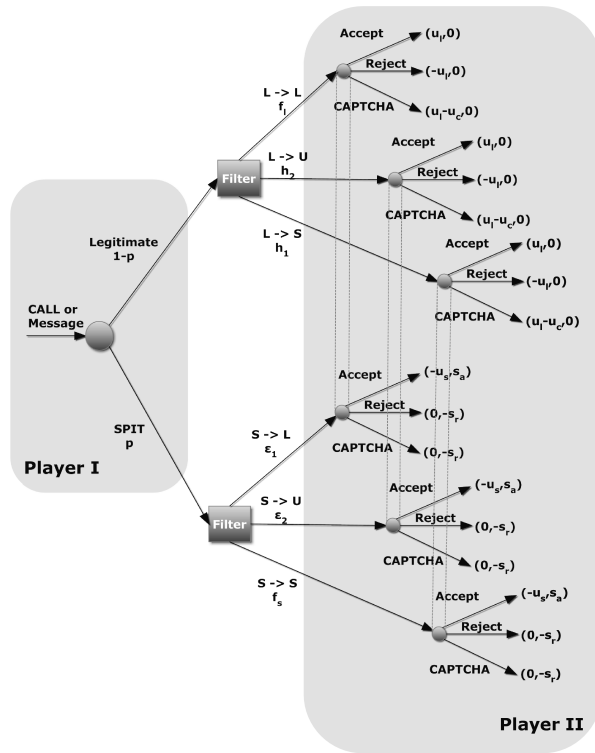 Accept
(u_l,0)
Reject
(-u_l,0)
CAPTCHA
(u_l-u_c,0)
L -> L
f_l
L -> U
h_2
Filter
L -> S
h_1
Accept
(u_l,0)
Reject
(-u_l,0)
CAPTCHA
(u_l-u_c,0)
Accept
(u_l,0)
Reject
(-u_l,0)
CAPTCHA
(u_l-u_c,0)
Legitimate
1-p
CALL or
Message
SPIT
p
Player I
Accept
(-u_s,s_a)
Reject
(0,-s_r)
CAPTCHA
(0,-s_r)
S -> L
ε_1
S -> U
ε_2
Filter
S -> S
f_s
Accept
(-u_s,s_a)
Reject
(0,-s_r)
CAPTCHA
(0,-s_r)
Accept
(-u_s,s_a)
Reject
(0,-s_r)
CAPTCHA
(0,-s_r)
Player II